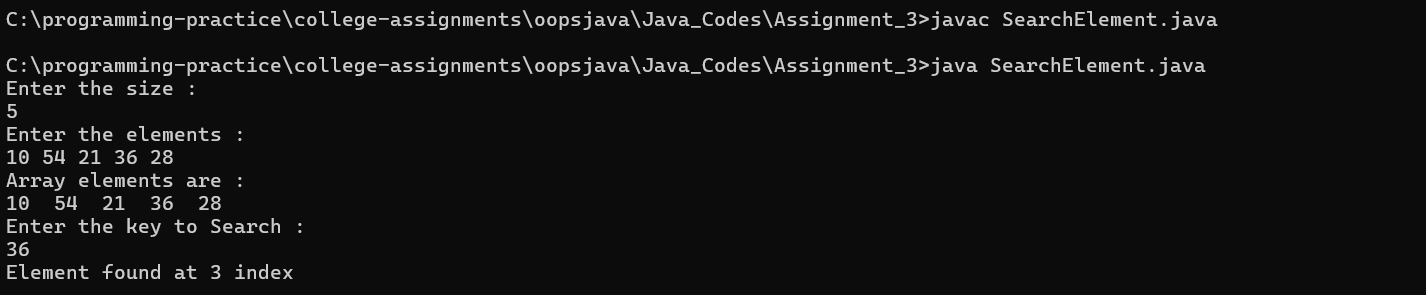 C:\programming-practice\college-assignments\oopsjava\Java_Codes\Assignment_3>javac SearchElement.java
C:\programming-practice\college-assignments\oopsjava\Java_Codes\Assignment_3>java SearchElement.java
Enter the size :
5
Enter the elements :
10 54 21 36 28
Array elements are :
10  54  21  36  28
Enter the key to Search :
36
Element found at 3 index